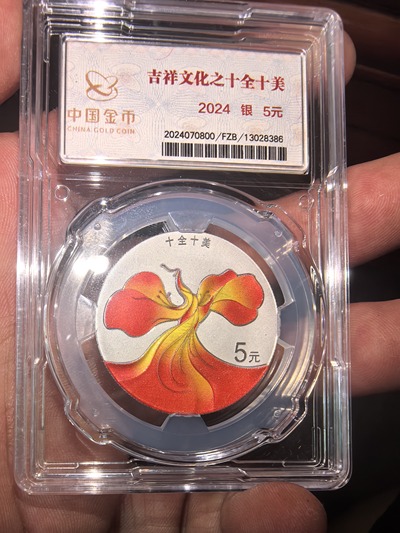 吉祥文化之十全十美
中国金币
CHINA GOLD COIN
2024 银 5元
2024070800/FZB/13028386
十全十美
5元